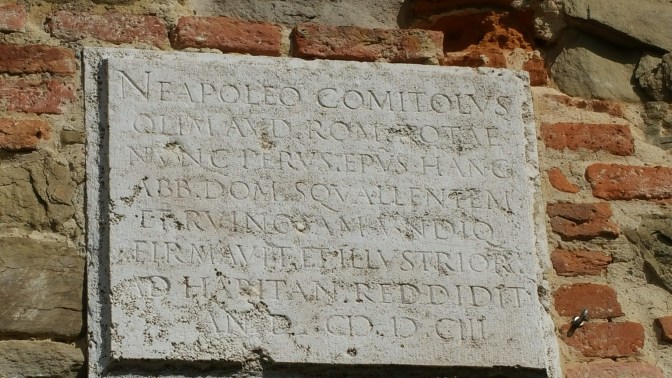 NEAPOLEO COMITOLVS
OLIM AVD. ROM. ROTAE
NVNC PERVS. EPVS. HANC
ABB. DOM. SQVALLENTEM
ET RVINOSAM VNDIQ
FIRMAVIT. ET ILLVSTRIOR
AD HABITAN. REDDIDIT
AN. D. CD. D CIII